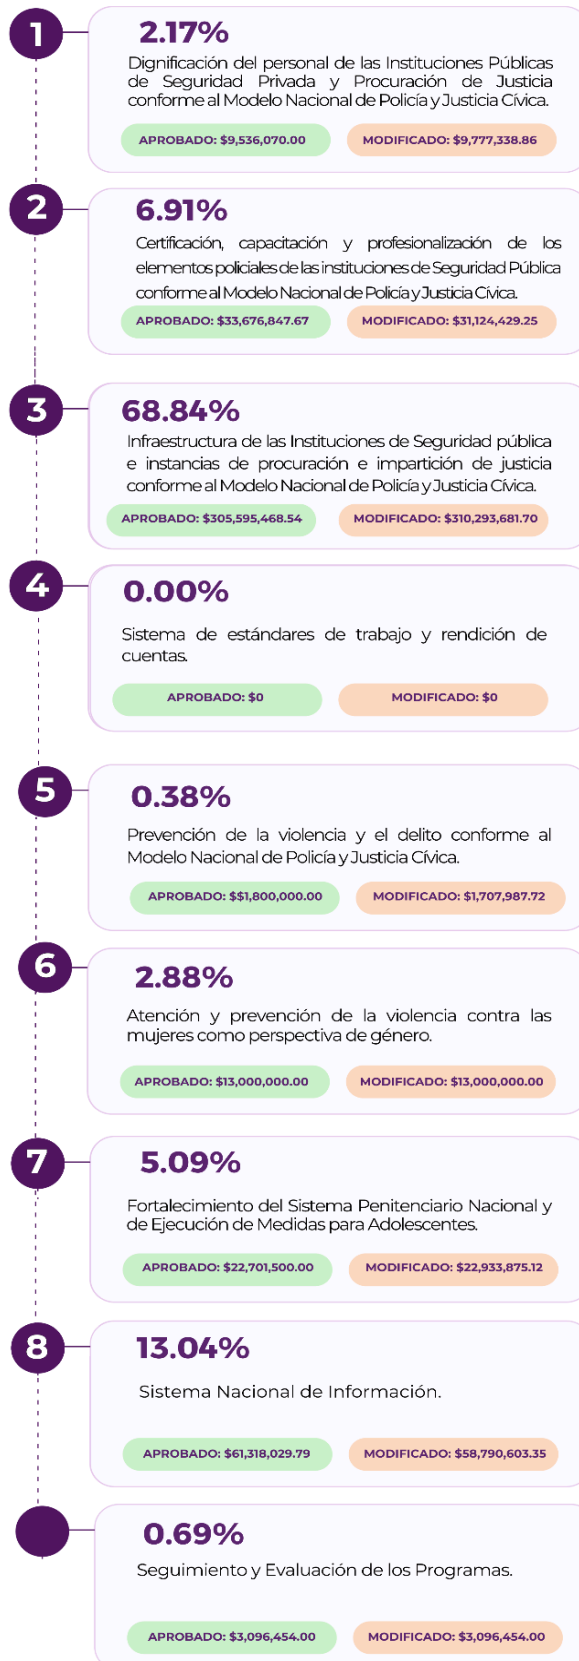 1
2.17%
Dignificación del personal de las Instituciones Públicas
de Seguridad Privada y Procuración de Justicia
conforme al Modelo Nacional de Policía y Justicia Cívica.
APROBADO: $9,536,070.00 MODIFICADO: $9,777,338.86
2
6.91%
Certificación, capacitación y profesionalización de los
elementos policiales de las instituciones de Seguridad Pública
conforme al Modelo Nacional de Policía y Justicia Cívica.
APROBADO: $33,676,847.67 MODIFICADO: $31,124,429.25
3
68.84%
Infraestructura de las Instituciones de Seguridad pública
e instancias de procuración e impartición de justicia
conforme al Modelo Nacional de Policía y Justicia Cívica.
APROBADO: $305,595,468.54 MODIFICADO: $310,293,681.70
4
0.00%
Sistema de estándares de trabajo y rendición de
cuentas.
APROBADO: $0 MODIFICADO: $0
5
0.38%
Prevención de la violencia y el delito conforme al
Modelo Nacional de Policía y Justicia Cívica.
APROBADO: $$1,800,000.00 MODIFICADO: $1,707,987.72
6
2.88%
Atención y prevención de la violencia contra las
mujeres como perspectiva de género.
APROBADO: $13,000,000.00 MODIFICADO: $13,000,000.00
7
5.09%
Fortalecimiento del Sistema Penitenciario Nacional y
de Ejecución de Medidas para Adolescentes.
APROBADO: $22,701,500.00 MODIFICADO: $22,933,875.12
8
13.04%
Sistema Nacional de Información.
APROBADO: $61,318,029.79 MODIFICADO: $58,790,603.35
0.69%
Seguimiento y Evaluación de los Programas.
APROBADO: $3,096,454.00 MODIFICADO: $3,096,454.00